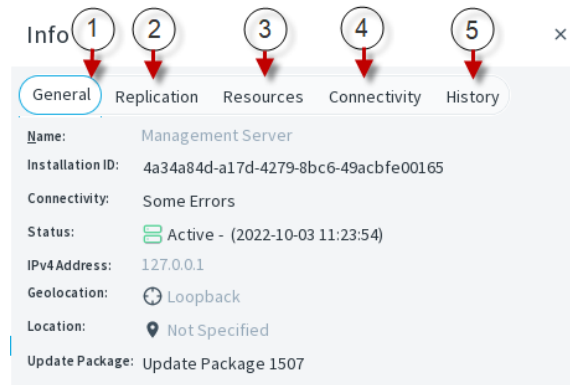 Info 1 2 3 4 5 ×
General Replication Resources Connectivity History
Name: Management Server
Installation ID: 4a34a84d-a17d-4279-8bc6-49acbfe00165
Connectivity: Some Errors
Status: Active - (2022-10-03 11:23:54)
IPv4 Address: 127.0.0.1
Geolocation: Loopback
Location: Not Specified
Update Package: Update Package 1507